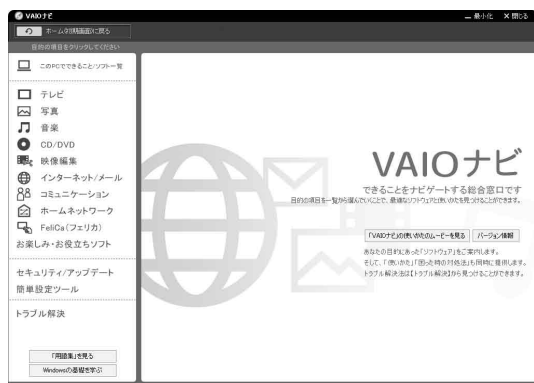 VAIOナビ
最小化 ×閉じる
ホーム(初期画面)に戻る
目的の項目をクリックしてください
このPCでできること/ソフト一覧
テレビ
写真
音楽
CD/DVD
映像編集
インターネット/メール
コミュニケーション
ホームネットワーク
FeliCa(フェリカ)
お楽しみ・お役立ちソフト
セキュリティ/アップデート
簡単設定ツール
トラブル解決
「用語集」を見る
Windowsの基礎を学ぶ
VAIOナビ
できることをナビゲートする総合窓口です
目的の項目を一覧から選んでいくことで、最適なソフトウェアと使いかたを見つけることができます。
「VAIOナビ」の使いかたのムービーを見る バージョン情報
あなたの目的にあった「ソフトウェア」をご案内します。
そして、「使いかた」「困った時の対処法」も同時に提供します。
トラブル解決法は【トラブル解決】から見つけることができます。